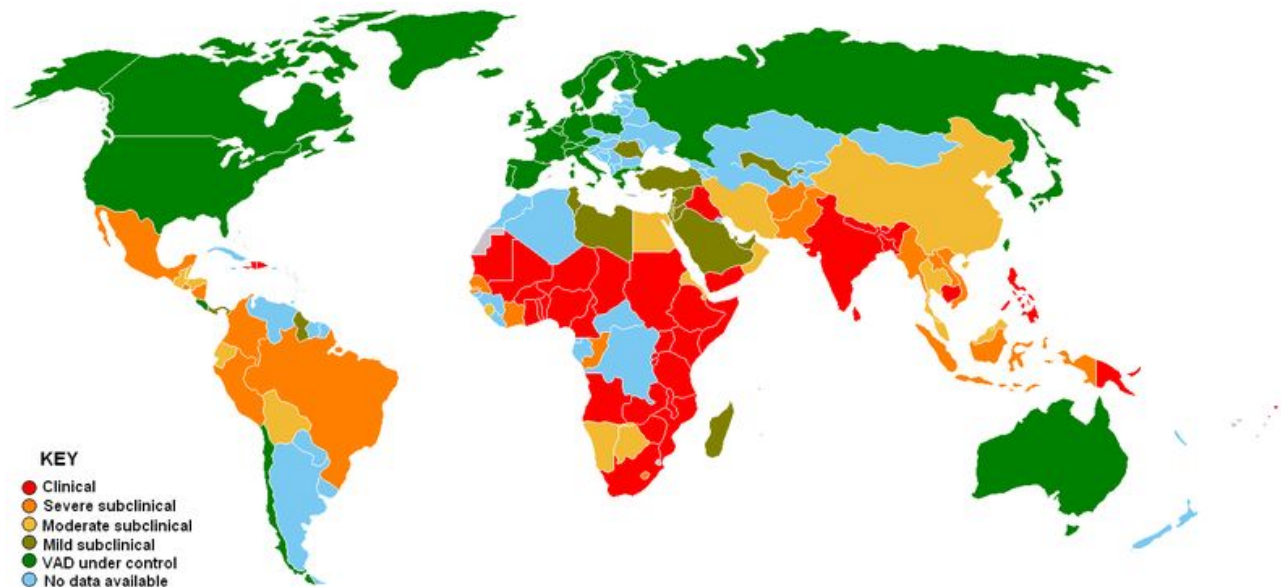 KEY
Clinical
Severe subclinical
Moderate subclinical
Mild subclinical
VAD under control
No data available